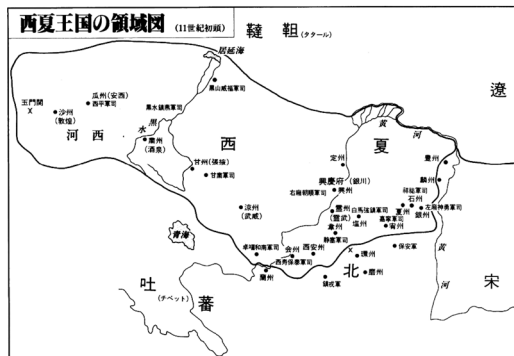 西夏王国の領域図 (11世紀初頭)
韃靼
(タタール)
遼
居延海
黒山威福軍司
瓜州(安西)
西平軍司
玉門関
沙州
(敦煌)
河西
黒水鎮燕軍司
黒
水
粛州
(酒泉)
甘州(張掖)
甘粛軍司
西
夏
黄
河
定州
豊州
興慶府(銀川)
興州
右廂朝順軍司
麟州
祥祐軍司
石州
夏州
銀州
左廂神勇軍司
涼州
(武威)
霊州
(霊武)
白馬強鎮軍司
塩州
嘉寧軍司
宥州
韋州
静塞軍司
青海
卓囉和南軍司
会州
西安州
西寿保泰軍司
保安軍
環州
蘭州
鎮戎軍
北
宋
黄
河
吐蕃
(チベット)